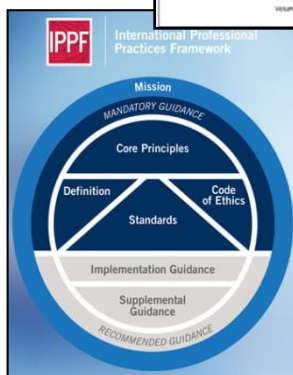 IPPF
International Professional
Practices Framework
Mission
MANDATORY GUIDANCE
Core Principles
Definition
Code
of Ethics
Standards
Implementation Guidance
Supplemental
Guidance
RECOMMENDED GUIDANCE